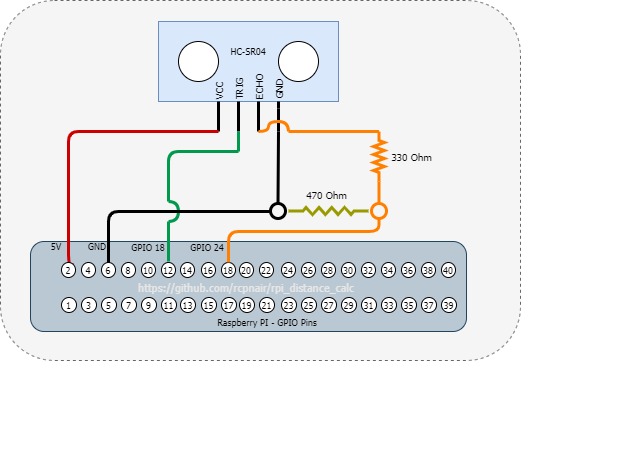 HC-SR04
VCC
TRIG
ECHO
GND
330 Ohm
470 Ohm
5V
GND
GPIO 18
GPIO 24
2 4 6 8 10 12 14 16 18 20 22 24 26 28 30 32 34 36 38 40
https://github.com/rcpnair/rpi_distance_calc
1 3 5 7 9 11 13 15 17 19 21 23 25 27 29 31 33 35 37 39
Raspberry PI - GPIO Pins